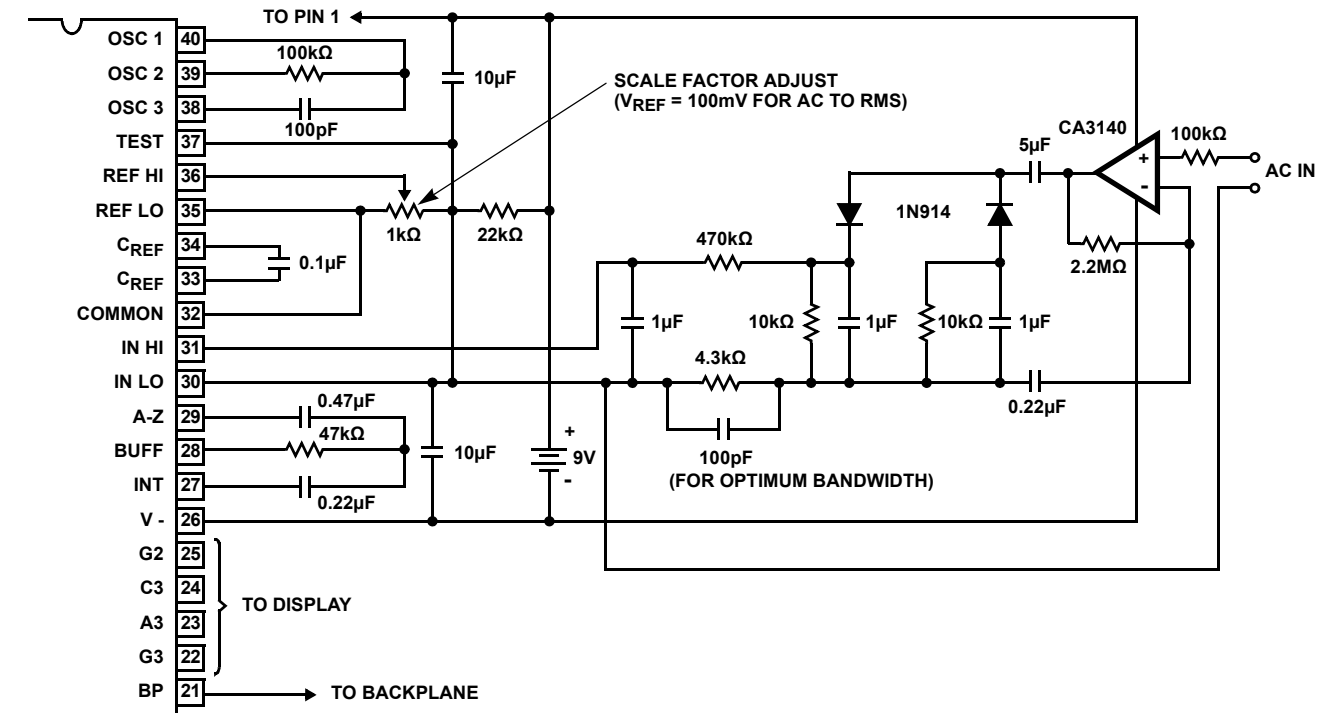 TO PIN 1
OSC 1 40
100kΩ
OSC 2 39
10µF
SCALE FACTOR ADJUST
(VREF = 100mV FOR AC TO RMS)
OSC 3 38
100pF
TEST 37
CA3140
100kΩ
5µF
+
-
AC IN
REF HI 36
REF LO 35
1kΩ
22kΩ
1N914
CREF 34
0.1µF
CREF 33
470kΩ
2.2MΩ
COMMON 32
1µF
10kΩ
1µF
10kΩ
1µF
IN HI 31
4.3kΩ
IN LO 30
0.22µF
A-Z 29
0.47µF
BUFF 28
47kΩ
10µF
+
9V
-
100pF
(FOR OPTIMUM BANDWIDTH)
INT 27
0.22µF
V - 26
G2 25
C3 24
TO DISPLAY
A3 23
G3 22
BP 21
TO BACKPLANE